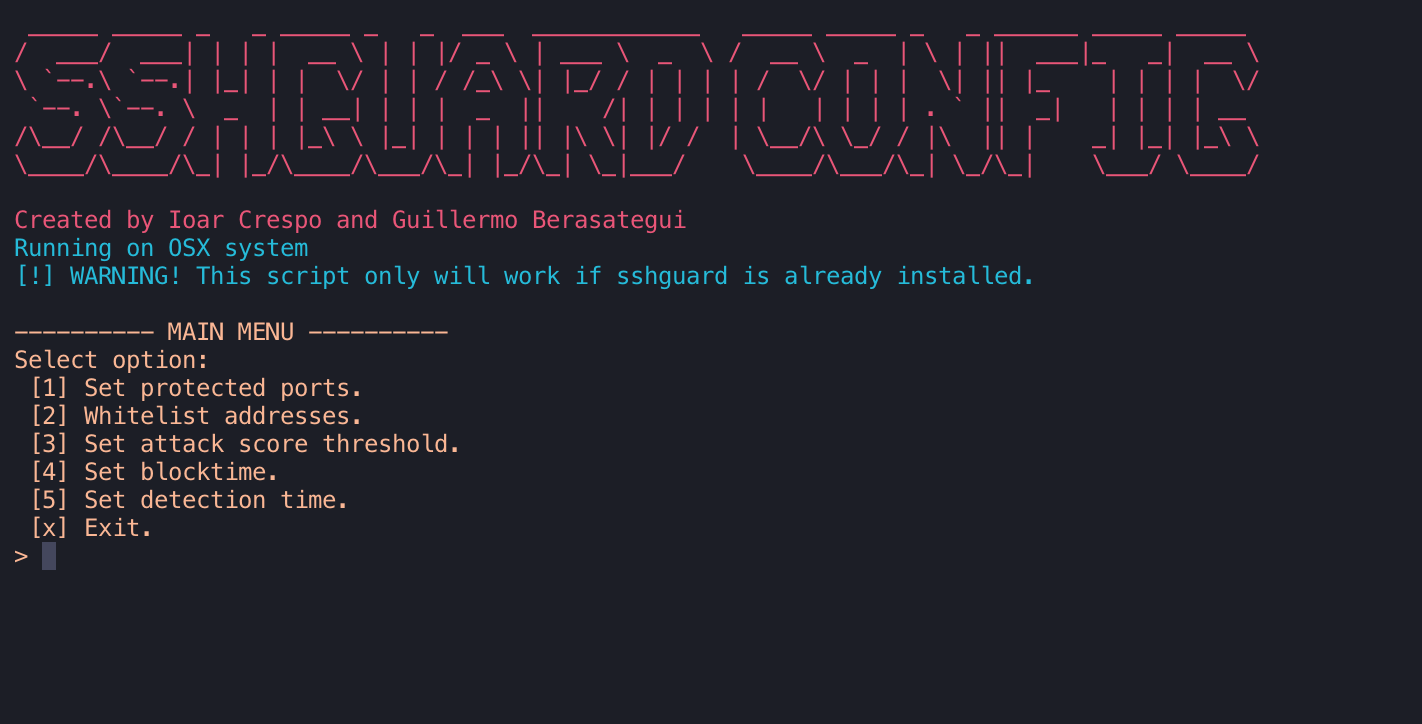 SSHGUARD CONFIG
Created by Ioar Crespo and Guillermo Berasategui
Running on OSX system
[!] WARNING! This script only will work if sshguard is already installed.
---------- MAIN MENU ----------
Select option:
[1] Set protected ports.
[2] Whitelist addresses.
[3] Set attack score threshold.
[4] Set blocktime.
[5] Set detection time.
[x] Exit.
>